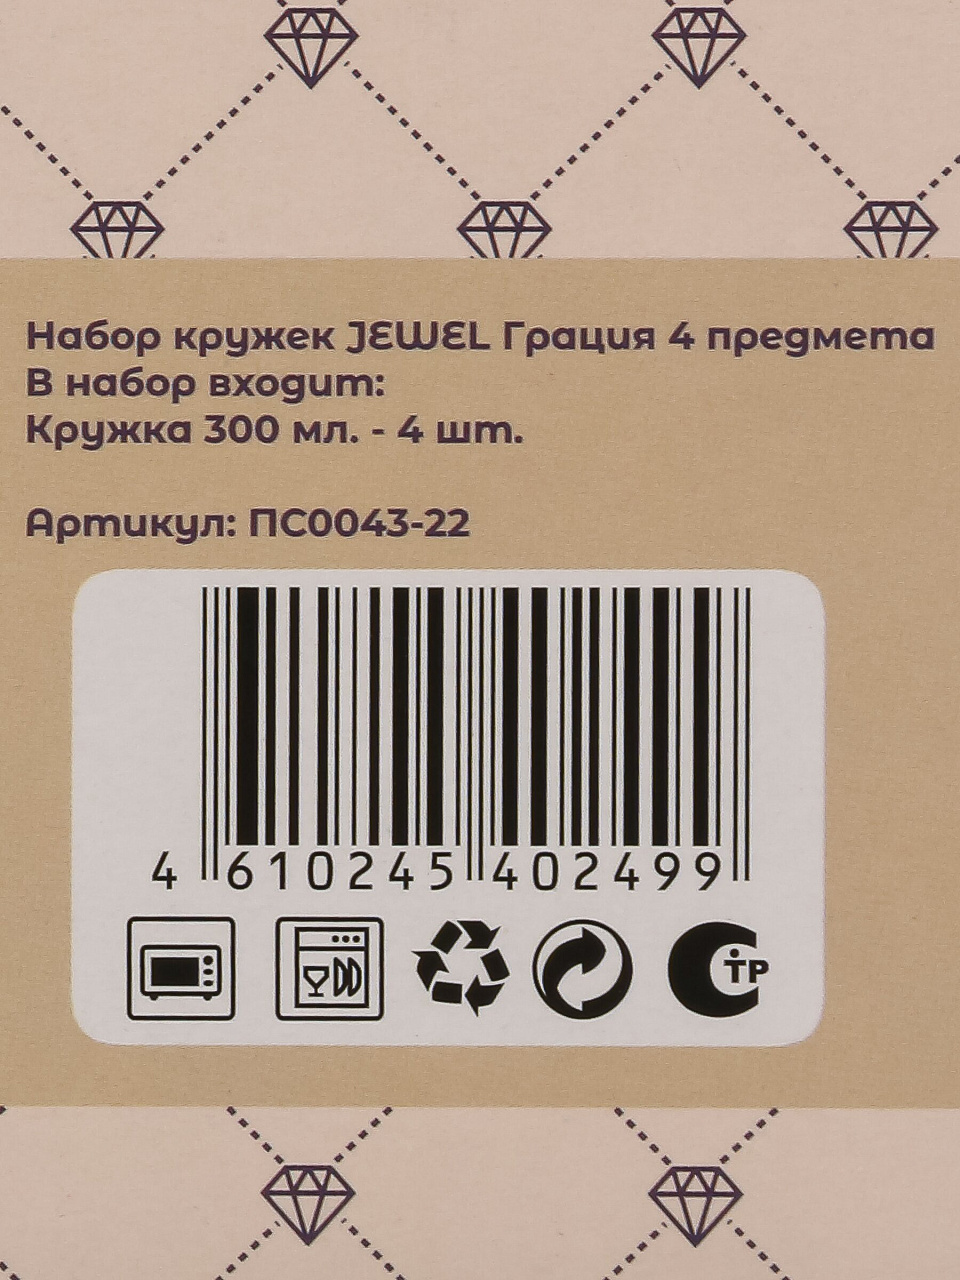 Набор кружек JEWEL Грация 4 предмета
В набор входит:
Кружка 300 мл. - 4 шт.
Артикул: ПС0043-22
4 610245 402499
ТР